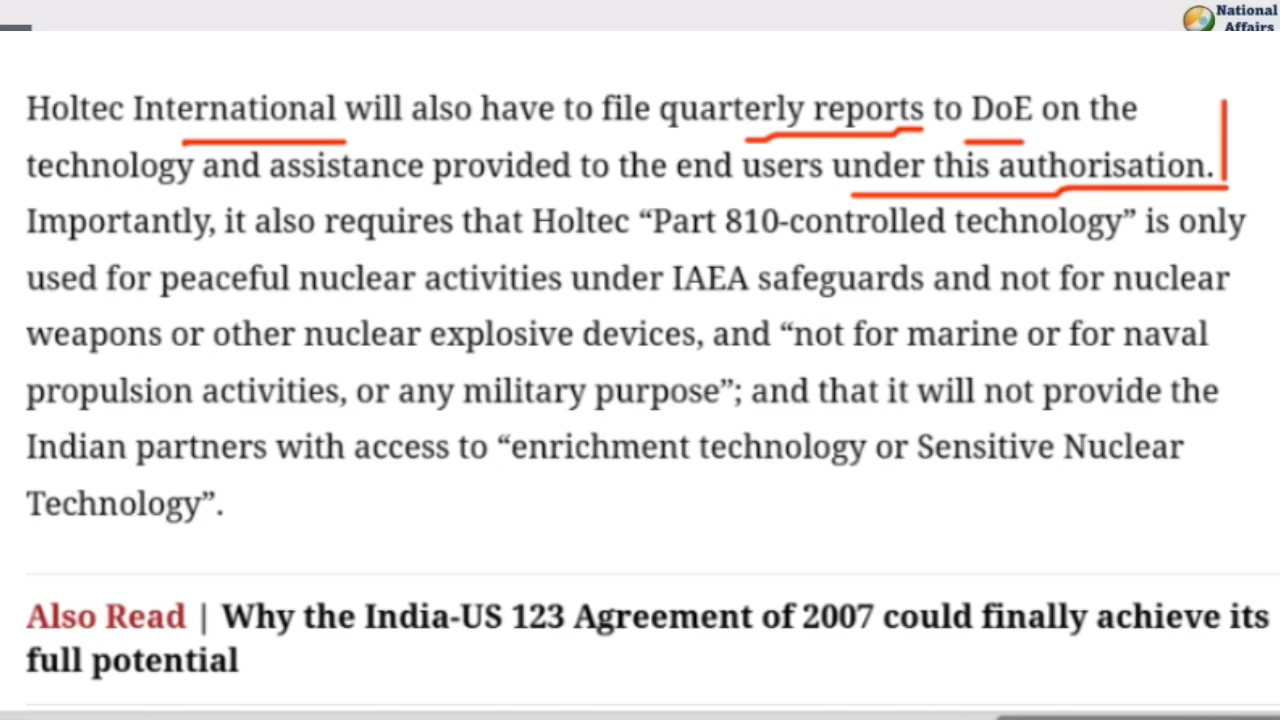 National
Affairs
Holtec International will also have to file quarterly reports to DoE on the
technology and assistance provided to the end users under this authorisation.
Importantly, it also requires that Holtec “Part 810-controlled technology” is only
used for peaceful nuclear activities under IAEA safeguards and not for nuclear
weapons or other nuclear explosive devices, and “not for marine or for naval
propulsion activities, or any military purpose”; and that it will not provide the
Indian partners with access to “enrichment technology or Sensitive Nuclear
Technology”.
Also Read | Why the India-US 123 Agreement of 2007 could finally achieve its
full potential